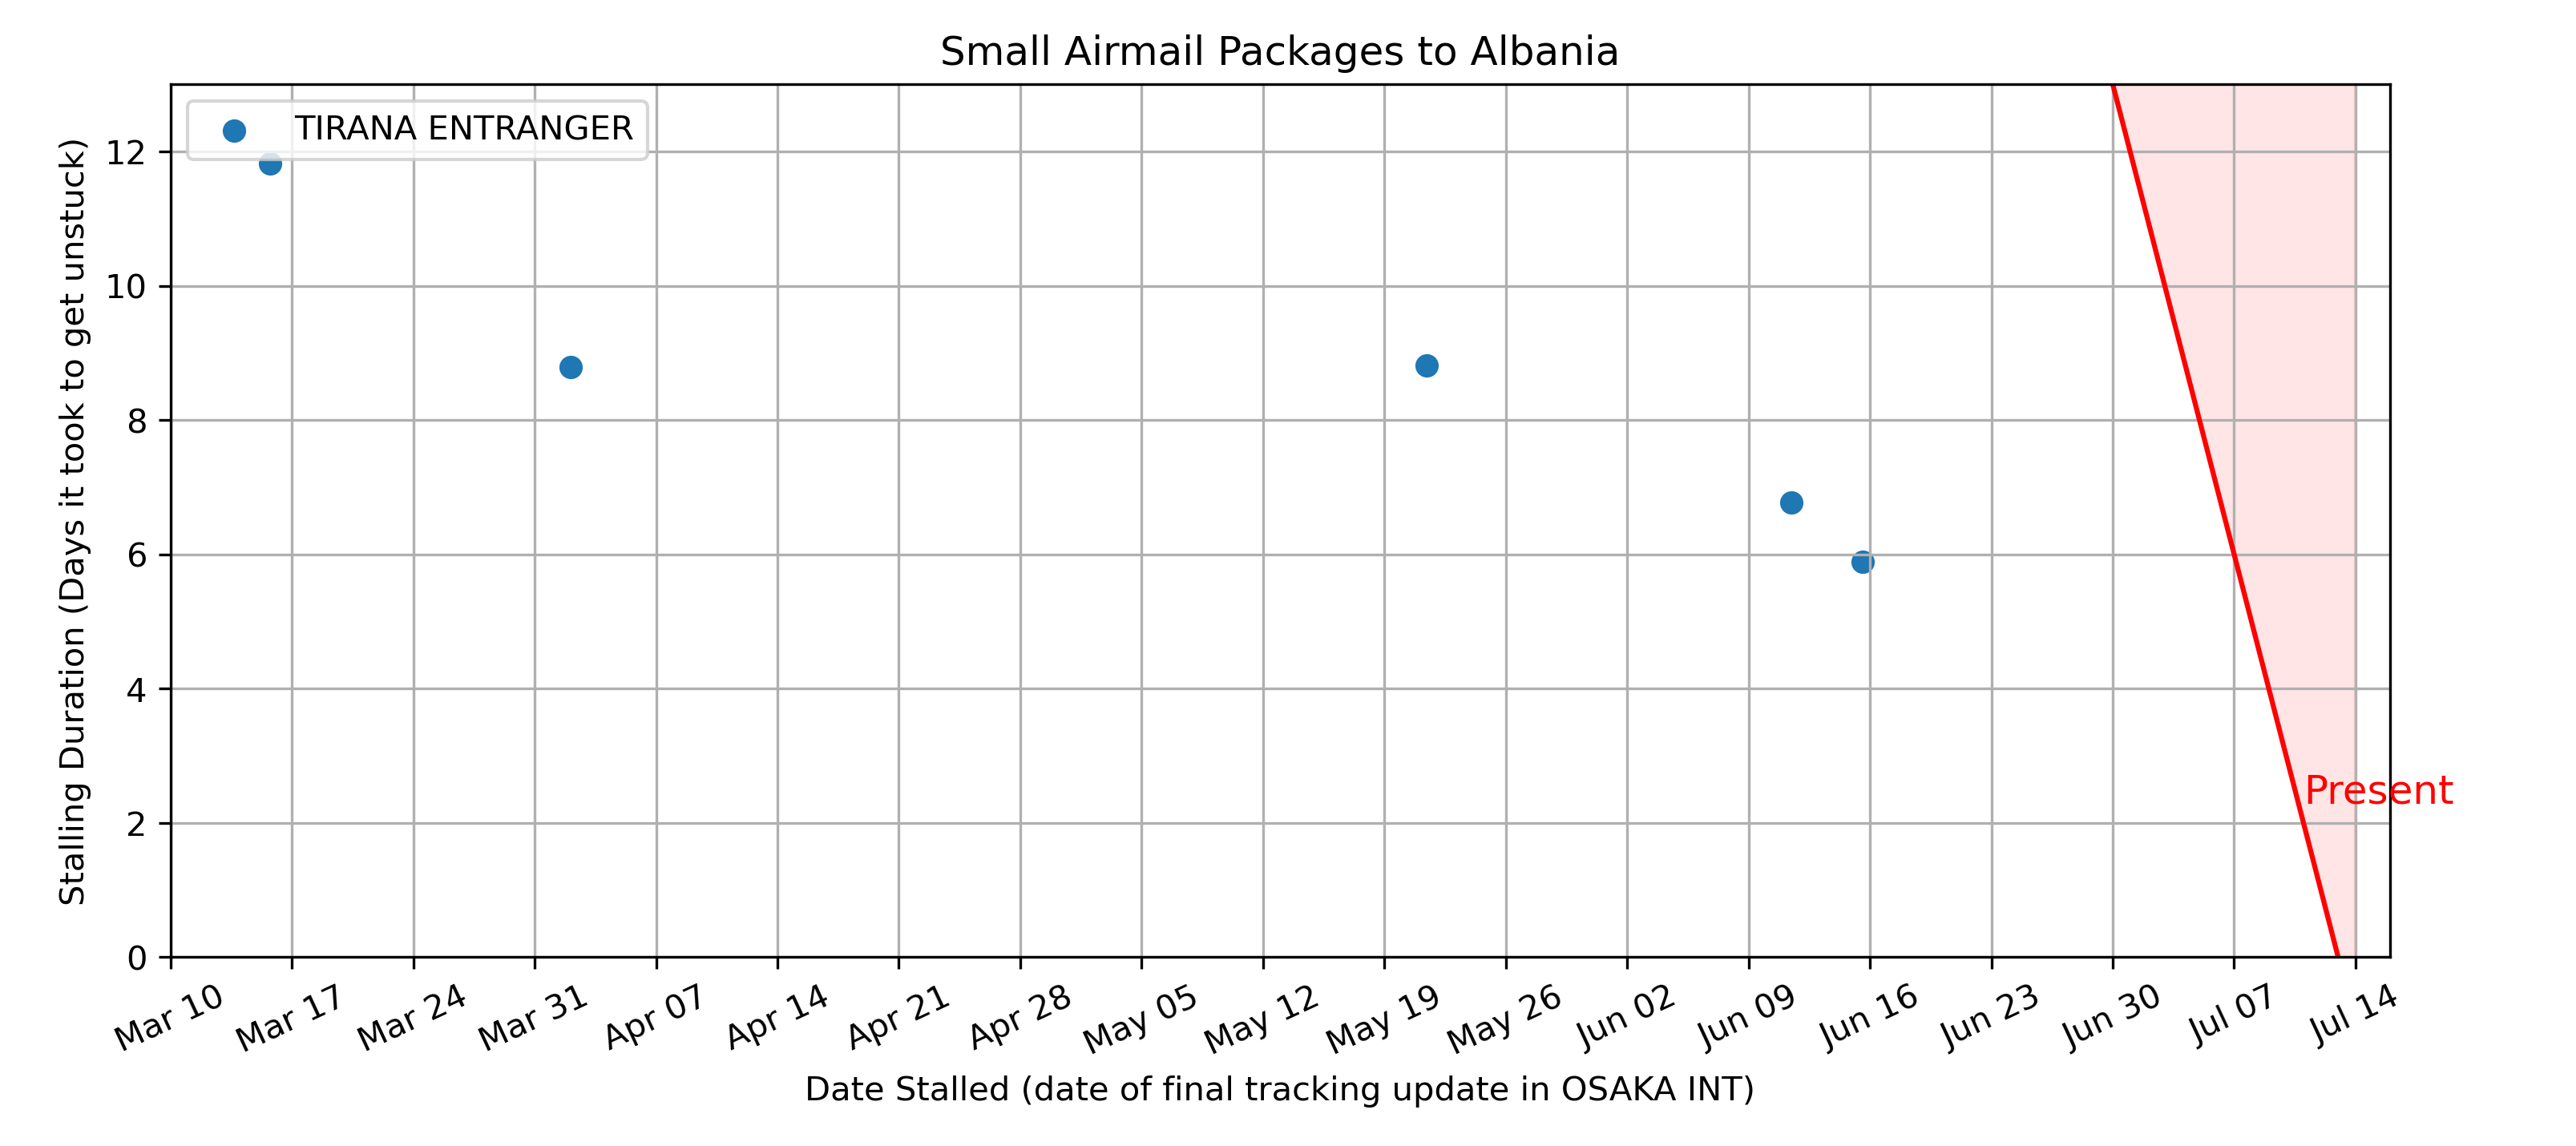 Small Airmail Packages to Albania
TIRANA ENTRANGER
Stalling Duration (Days it took to get unstuck)
12
10
8
6
4
2
0
Present
Mar 10
Mar 17
Mar 24
Mar 31
Apr 07
Apr 14
Apr 21
Apr 28
May 05
May 12
May 19
May 26
Jun 02
Jun 09
Jun 16
Jun 23
Jun 30
Jul 07
Jul 14
Date Stalled (date of final tracking update in OSAKA INT)